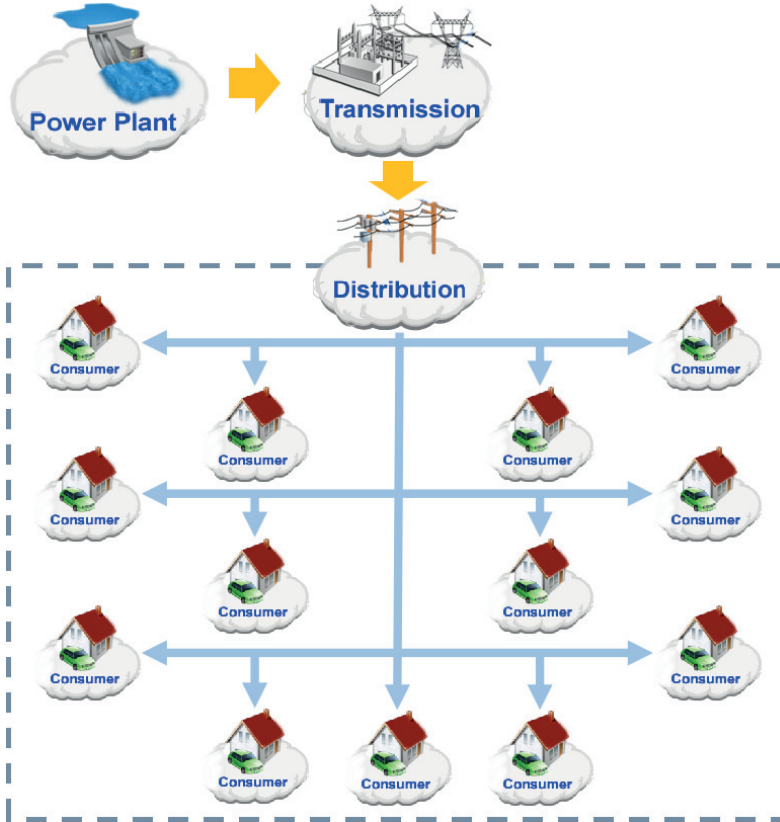 Power Plant
Transmission
Distribution
Consumer
Consumer
Consumer
Consumer
Consumer
Consumer
Consumer
Consumer
Consumer
Consumer
Consumer
Consumer
Consumer